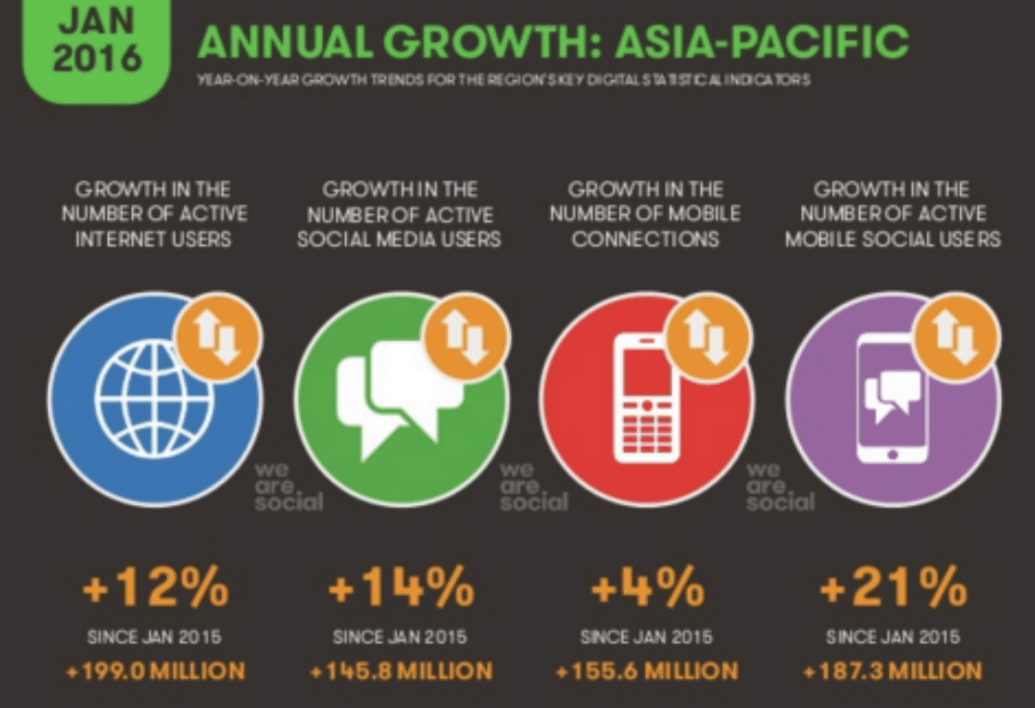 JAN
2016
ANNUAL GROWTH: ASIA-PACIFIC
YEAR-ON-YEAR GROWTH TRENDS FOR THE REGION'S KEY DIGITAL STATISTICAL INDICATORS
GROWTH IN THE
NUMBER OF ACTIVE
INTERNET USERS
GROWTH IN THE
NUMBER OF ACTIVE
SOCIAL MEDIA USERS
GROWTH IN THE
NUMBER OF MOBILE
CONNECTIONS
GROWTH IN THE
NUMBER OF ACTIVE
MOBILE SOCIAL USERS
we
are
social
we
are
social
we
are
social
+12%
SINCE JAN 2015
+199.0 MILLION
+14%
SINCE JAN 2015
+145.8 MILLION
+4%
SINCE JAN 2015
+155.6 MILLION
+21%
SINCE JAN 2015
+187.3 MILLION